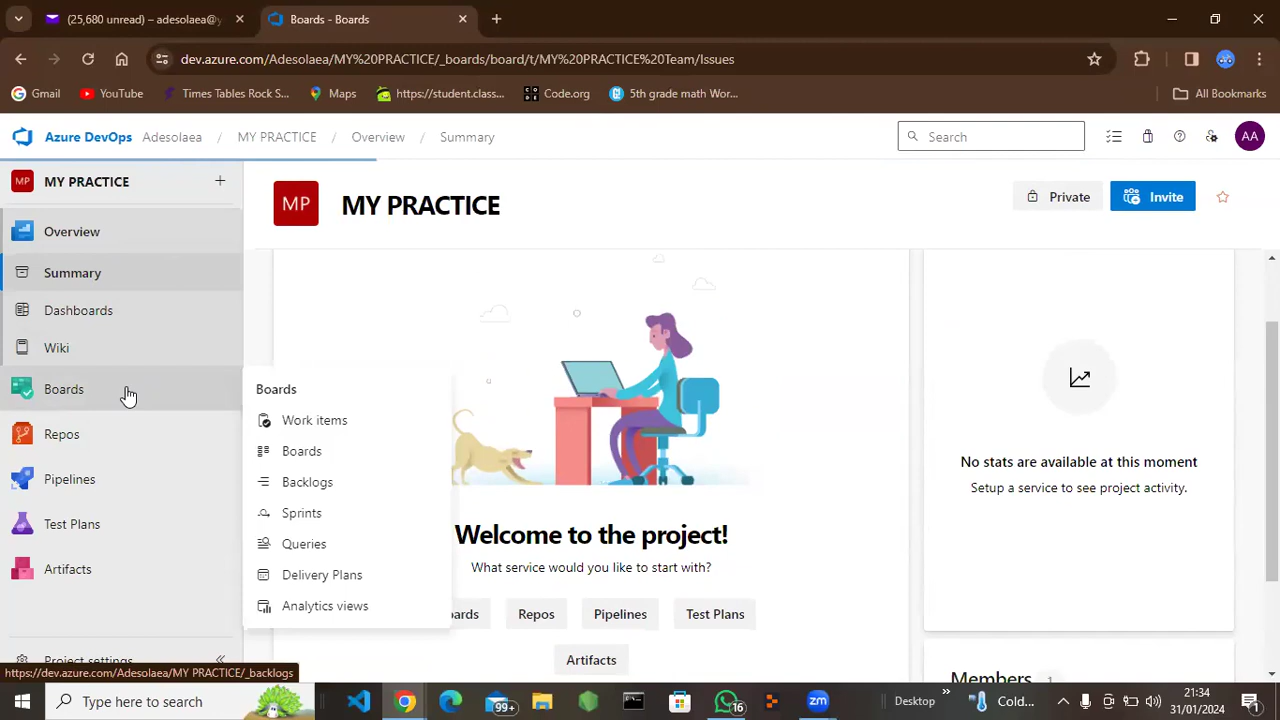 (25,680 unread) - adesolaea@y
Boards - Boards
dev.azure.com/Adesolaea/MY%20PRACTICE/_boards/board/t/MY%20PRACTICE%20Team/Issues
Gmail
YouTube
Times Tables Rock S...
Maps
https://student.class...
Code.org
5th grade math Wor...
All Bookmarks
Azure DevOps
Adesolaea
/
MY PRACTICE
/
Overview
/
Summary
Search
AA
MP
MY PRACTICE
MP
MY PRACTICE
Private
Invite
Overview
Summary
Dashboards
Wiki
Boards
Repos
Pipelines
Test Plans
Artifacts
Project settings
Boards
Work items
Boards
Backlogs
Sprints
Queries
Delivery Plans
Analytics views
Welcome to the project!
What service would you like to start with?
oards
Repos
Pipelines
Test Plans
Artifacts
No stats are available at this moment
Setup a service to see project activity.
Members 1
https://dev.azure.com/Adesolaea/MY PRACTICE/_backlogs
Type here to search
99+
16
zm
Desktop
Cold...
21:34
31/01/2024
1